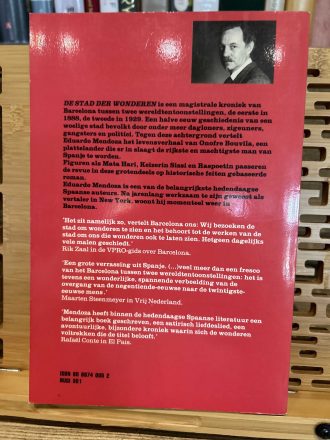 DE STAD DER WONDEREN is een magistrale kroniek van
Barcelona tussen twee wereldtentoonstellingen, de eerste in
1888, de tweede in 1929. Een halve eeuw geschiedenis van een
woelige stad bevolkt door onder meer dagloners, zigeuners,
gangsters en politici. Tegen deze achtergrond vertelt
Eduardo Mendoza het levensverhaal van Onofre Bouvila, een
plattelander die er in slaagt de rijkste en machtigste man van
Spanje te worden.
Figuren als Mata Hari, Keizerin Sissi en Raspoetin passeren
de revue in deze grotendeels op historische feiten gebaseerde
roman.
Eduardo Mendoza is een van de belangrijkste hedendaagse
Spaanse auteurs. Na jarenlang werkzaam te zijn geweest als
vertaler in New York, woont hij momenteel weer in
Barcelona.
'Het zit namelijk zo, vertelt Barcelona ons: Wij bezoeken de
stad om wonderen te zien en het behoort tot de werken van de
stad om ons die wonderen ook te laten zien. Hetgeen dagelijks
vele malen geschiedt.'
Rik Zaal in de VPRO-gids over Barcelona.
'Een grote verrassing uit Spanje. (...) veel meer dan een fresco
van het Barcelona tussen twee wereldtentoonstellingen: het is
tevens een wonderlijke, spannende verbeelding van de
overgang van de negentiende-eeuwse naar de twintigste-
eeuwse mens.'
Maarten Steenmeyer in Vrij Nederland.
'Mendoza heeft binnen de hedendaagse Spaanse literatuur een
belangrijk boek geschreven, een satirisch liefdeslied, een
avontuurlijke, bijzondere kroniek waarin zich de wonderen
voltrekken die de titel belooft.'
Rafael Conte in El Pais.
ISBN 90 6074
NUGI 301